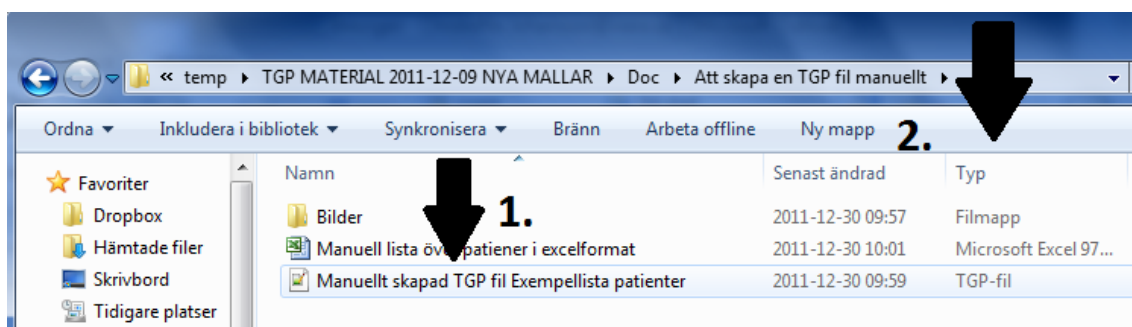 « temp ▸ TGP MATERIAL 2011-12-09 NYA MALLAR ▸ Doc ▸ Att skapa en TGP fil manuellt ▸
Ordna Inkludera i bibliotek Synkronisera Bränn Arbeta offline Ny mapp 2.
Favoriter Namn Senast ändrad Typ
Dropbox Bilder 1. 2011-12-30 09:57 Filmapp
Hämtade filer Manuell lista över patiener i excelformat 2011-12-30 10:01 Microsoft Excel 97...
Skrivbord Manuellt skapad TGP fil Exempellista patienter 2011-12-30 09:59 TGP-fil
Tidigare platser